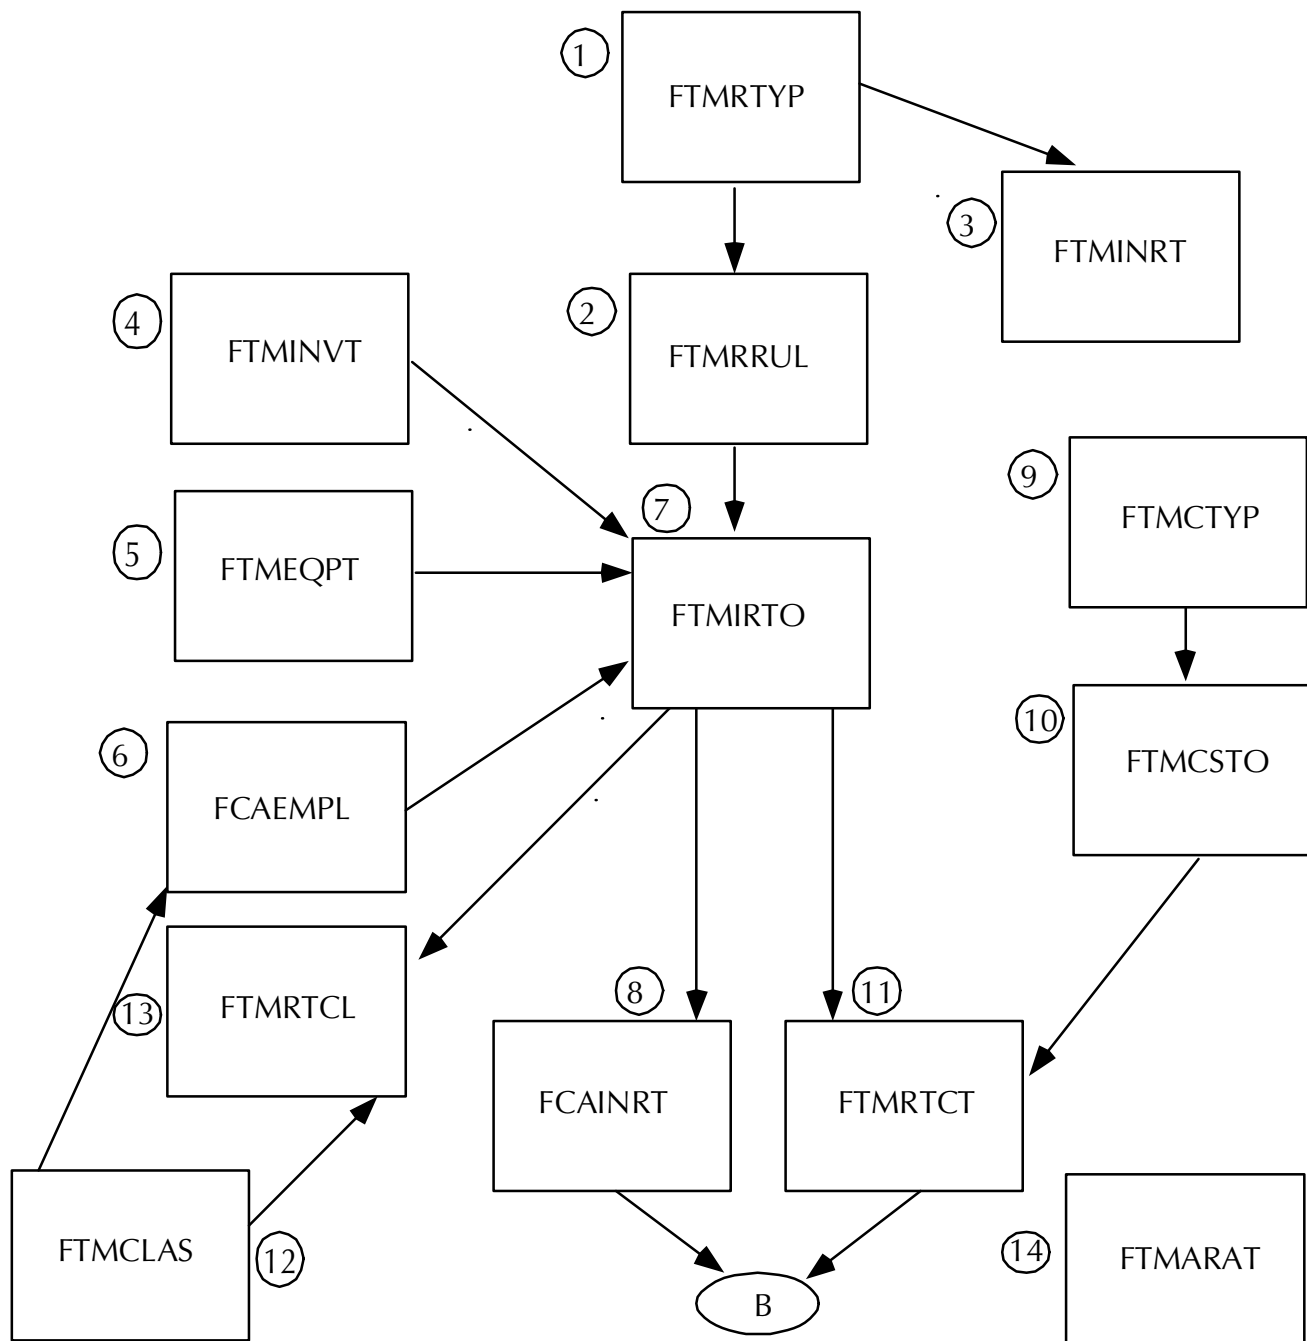 1
FTMRTYP
3
FTMINRT
4
FTMINVT
2
FTMRRUL
9
FTMCTYP
5
FTMEQPT
7
FTMIRTO
10
FTMCSTO
6
FCAEMPL
13
FTMRTCL
8
FCAINRT
11
FTMRTCT
FTMCLAS
12
B
14
FTMARAT